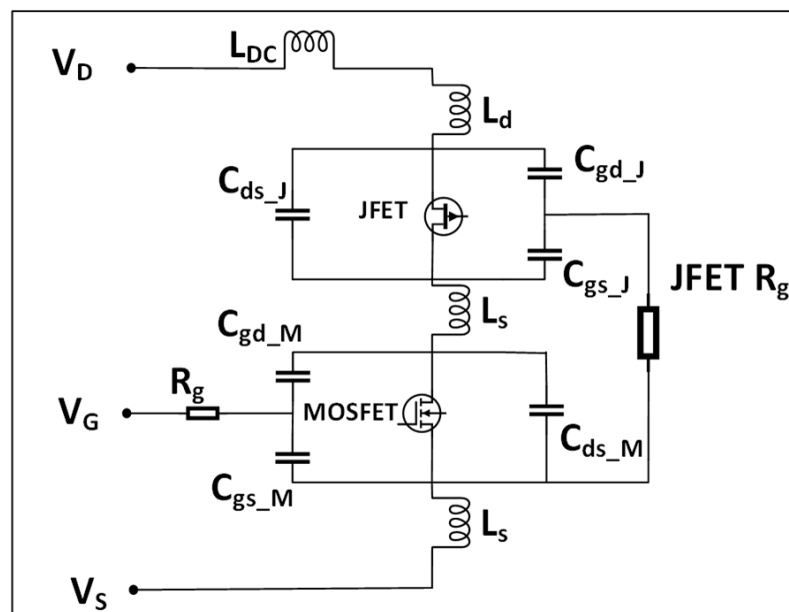 L_DC
V_D
L_d
C_gd_J
C_ds_J
JFET
C_gs_J
JFET R_g
L_s
C_gd_M
R_g
MOSFET
V_G
C_ds_M
C_gs_M
L_s
V_S